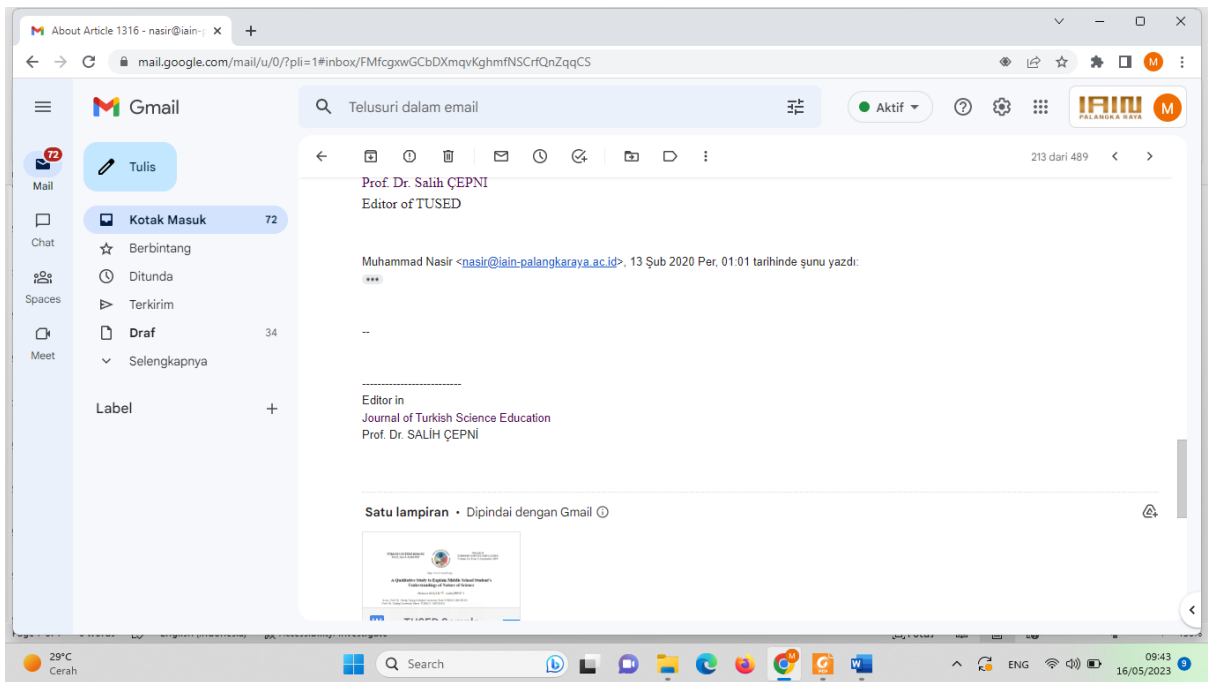 About Article 1316 - nasir@iain-p
mail.google.com/mail/u/0/?pli=1#inbox/FMfcgxwGCbDXmqvKghmfNSCrfQnZqqCS
M
Gmail
Telusuri dalam email
Aktif
IAIN
PALANGKA RAYA
M
72
Mail
Tulis
213 dari 489
Chat
Spaces
Meet
Kotak Masuk 72
Berbintang
Ditunda
Terkirim
Draf 34
Selengkapnya
Label
Prof. Dr. Salih ÇEPNI
Editor of TUSED
Muhammad Nasir <nasir@iain-palangkaraya.ac.id>, 13 Şub 2020 Per, 01:01 tarihinde şunu yazdı:
--
--------------------------
Editor in
Journal of Turkish Science Education
Prof. Dr. SALİH ÇEPNİ
Satu lampiran • Dipindai dengan Gmail
A Qualitative Study to Explain Middle School Student's
Understandings of Nature of Science
W TUSED Sample
29°C
Cerah
Search
ENG
09:43
16/05/2023
9